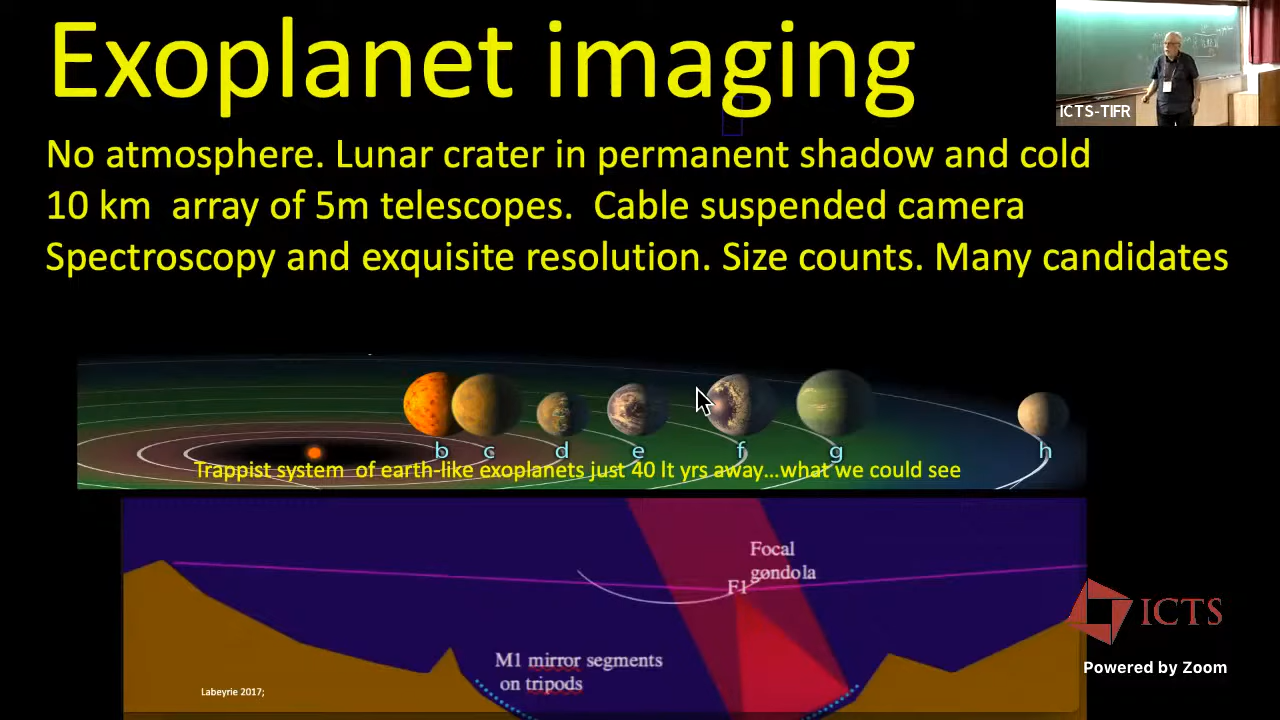 Exoplanet imaging
ICTS-TIFR
No atmosphere. Lunar crater in permanent shadow and cold
10 km array of 5m telescopes. Cable suspended camera
Spectroscopy and exquisite resolution. Size counts. Many candidates
b c d e f g h
Trappist system of earth-like exoplanets just 40 lt yrs away...what we could see
Focal
gondola
F1
M1 mirror segments
on tripods
Labeyrie 2017;
ICTS
Powered by Zoom